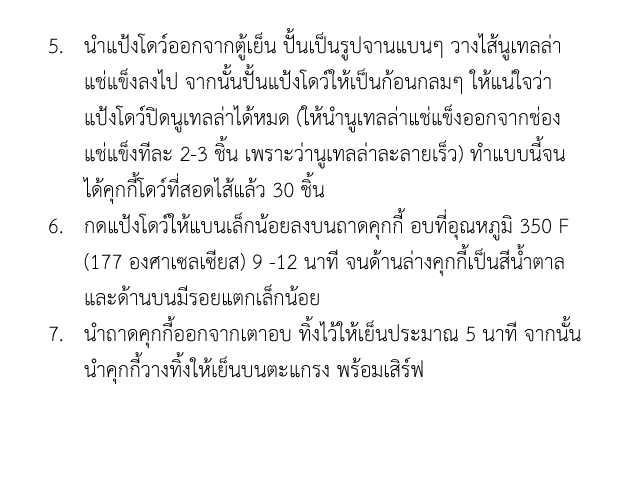 5. นำแป้งโดว์ออกจากตู้เย็น ปั้นเป็นรูปจานแบนๆ วางไส้นูเทลล่า
แช่แข็งลงไป จากนั้นปั้นแป้งโดว์ให้เป็นก้อนกลมๆ ให้แน่ใจว่า
แป้งโดว์ปิดนูเทลล่าได้หมด (ให้นำนูเทลล่าแช่แข็งออกจากช่อง
แช่แข็งทีละ 2-3 ชิ้น เพราะว่านูเทลล่าละลายเร็ว) ทำแบบนี้จน
ได้คุกกี้โดว์ที่สอดไส้แล้ว 30 ชิ้น
6. กดแป้งโดว์ให้แบนเล็กน้อยลงบนถาดคุกกี้ อบที่อุณหภูมิ 350 F
(177 องศาเซลเซียส) 9 -12 นาที จนด้านล่างคุกกี้เป็นสีน้ำตาล
และด้านบนมีรอยแตกเล็กน้อย
7. นำถาดคุกกี้ออกจากเตาอบ ทิ้งไว้ให้เย็นประมาณ 5 นาที จากนั้น
นำคุกกี้วางทิ้งให้เย็นบนตะแกรง พร้อมเสิร์ฟ